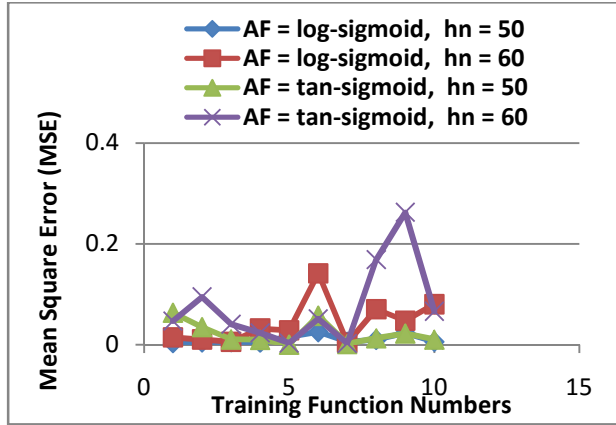 AF = log-sigmoid, hn = 50
AF = log-sigmoid, hn = 60
AF = tan-sigmoid, hn = 50
AF = tan-sigmoid, hn = 60
Mean Square Error (MSE)
0.4
0.2
0
0 5 10 15
Training Function Numbers